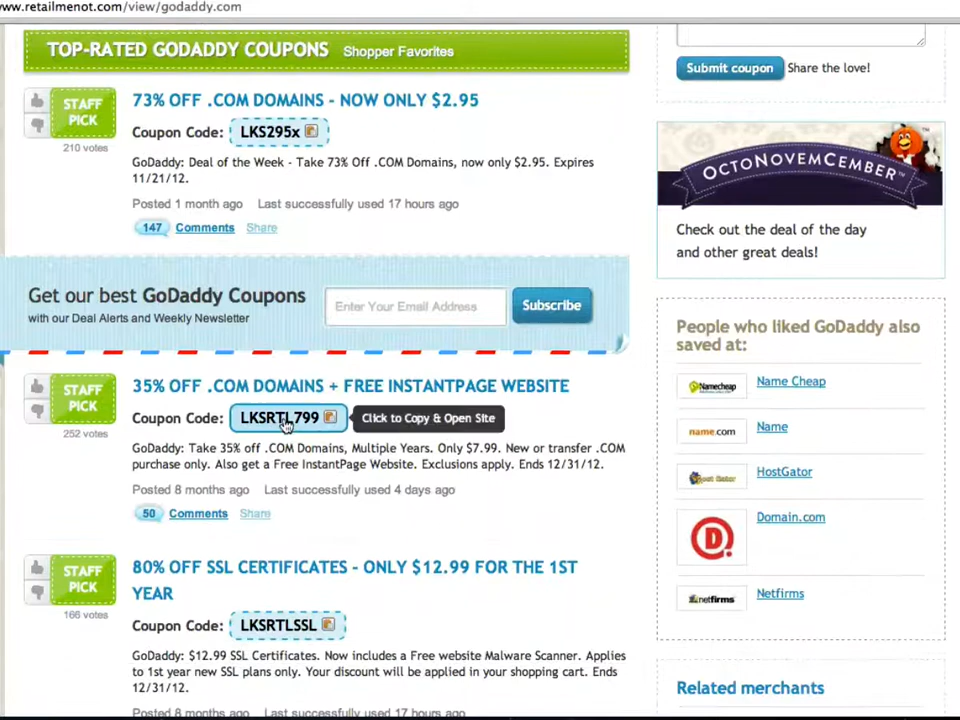 www.retailmenot.com/view/godaddy.com
TOP-RATED GODADDY COUPONS Shopper Favorites
STAFF
PICK
210 votes
73% OFF .COM DOMAINS - NOW ONLY $2.95
Coupon Code: LKS295x
GoDaddy: Deal of the Week - Take 73% Off .COM Domains, now only $2.95. Expires
11/21/12.
Posted 1 month ago Last successfully used 17 hours ago
147 Comments Share
Get our best GoDaddy Coupons
with our Deal Alerts and Weekly Newsletter
Enter Your Email Address
Subscribe
STAFF
PICK
252 votes
35% OFF .COM DOMAINS + FREE INSTANTPAGE WEBSITE
Coupon Code: LKSRTL799 Click to Copy & Open Site
GoDaddy: Take 35% off .COM Domains, Multiple Years. Only $7.99. New or transfer .COM
purchase only. Also get a Free InstantPage Website. Exclusions apply. Ends 12/31/12.
Posted 8 months ago Last successfully used 4 days ago
50 Comments Share
STAFF
PICK
166 votes
80% OFF SSL CERTIFICATES - ONLY $12.99 FOR THE 1ST
YEAR
Coupon Code: LKSRTLSSL
GoDaddy: $12.99 SSL Certificates. Now includes a Free website Malware Scanner. Applies
to 1st year new SSL plans only. Your discount will be applied in your shopping cart. Ends
12/31/12.
Posted 8 months ago Last successfully used 17 hours ago
Submit coupon Share the love!
OCTONOVEMCEMBER™
Check out the deal of the day
and other great deals!
People who liked GoDaddy also
saved at:
Namecheap Name Cheap
name.com Name
Host Gator HostGator
D! Domain.com
netfirms Netfirms
Related merchants